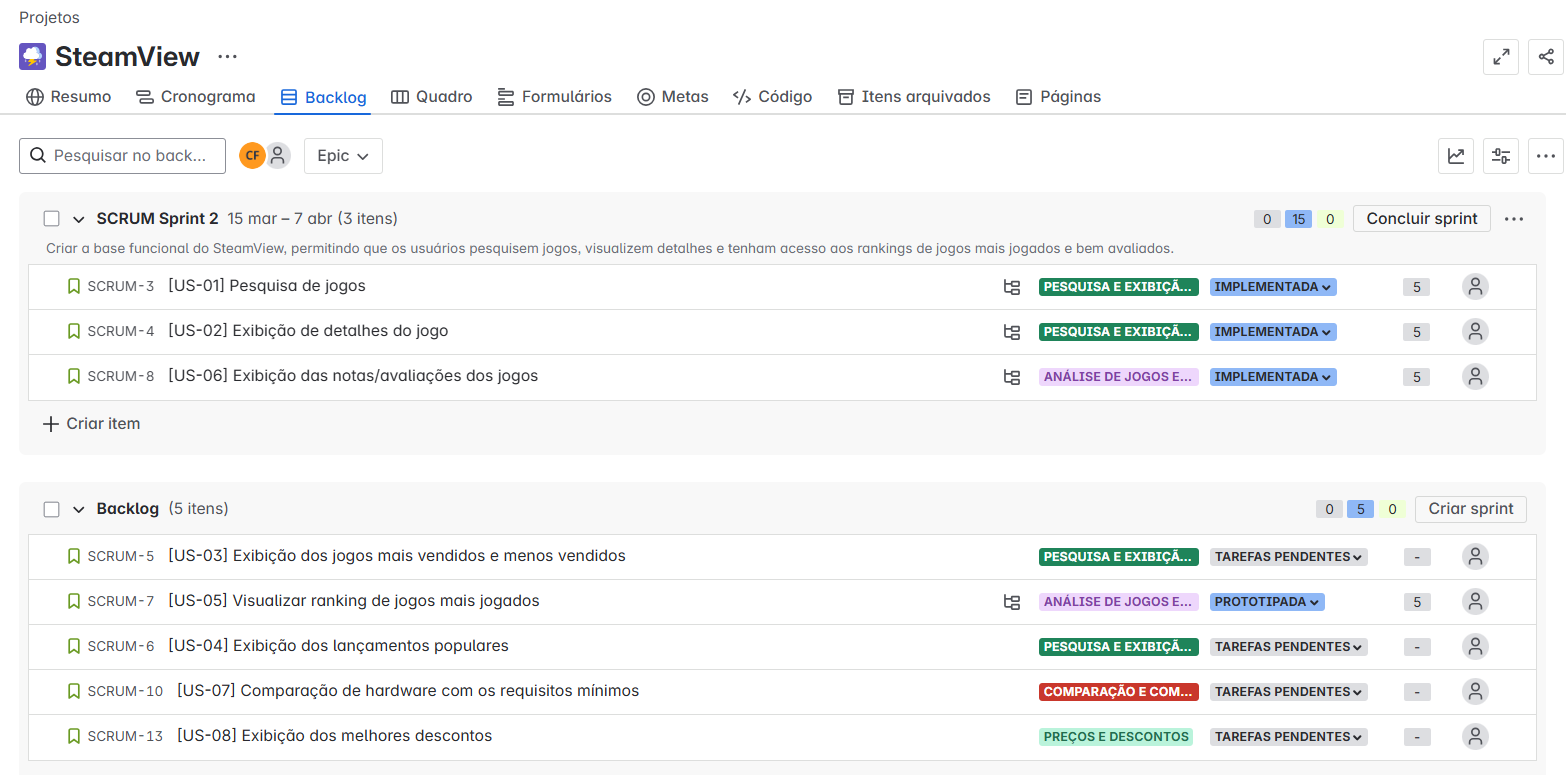 Projetos
SteamView ...
Resumo Cronograma Backlog Quadro Formulários Metas Código Itens arquivados Páginas
Pesquisar no back... CF Epic
SCRUM Sprint 2 15 mar – 7 abr (3 itens) 0 15 0 Concluir sprint
Criar a base funcional do SteamView, permitindo que os usuários pesquisem jogos, visualizem detalhes e tenham acesso aos rankings de jogos mais jogados e bem avaliados.
SCRUM-3 [US-01] Pesquisa de jogos PESQUISA E EXIBIÇÃ... IMPLEMENTADA 5
SCRUM-4 [US-02] Exibição de detalhes do jogo PESQUISA E EXIBIÇÃ... IMPLEMENTADA 5
SCRUM-8 [US-06] Exibição das notas/avaliações dos jogos ANÁLISE DE JOGOS E... IMPLEMENTADA 5
Criar item
Backlog (5 itens) 0 5 0 Criar sprint
SCRUM-5 [US-03] Exibição dos jogos mais vendidos e menos vendidos PESQUISA E EXIBIÇÃ... TAREFAS PENDENTES -
SCRUM-7 [US-05] Visualizar ranking de jogos mais jogados ANÁLISE DE JOGOS E... PROTOTIPADA 5
SCRUM-6 [US-04] Exibição dos lançamentos populares PESQUISA E EXIBIÇÃ... TAREFAS PENDENTES -
SCRUM-10 [US-07] Comparação de hardware com os requisitos mínimos COMPARAÇÃO E COM... TAREFAS PENDENTES -
SCRUM-13 [US-08] Exibição dos melhores descontos PREÇOS E DESCONTOS TAREFAS PENDENTES -